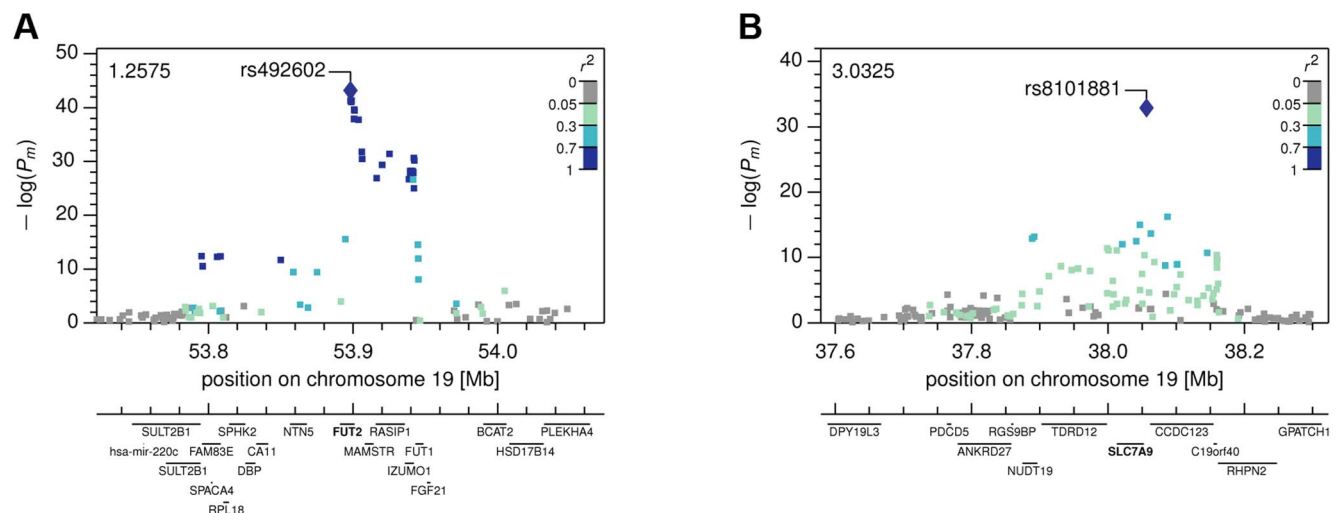 A
50
40
30
20
10
0
– log(Pm)
1.2575
rs492602
r2
0
0.05
0.3
0.7
1
53.8 53.9 54.0
position on chromosome 19 [Mb]
SULT2B1 SPHK2 NTN5 FUT2 RASIP1 BCAT2 PLEKHA4
hsa-mir-220c FAM83E CA11 MAMSTR FUT1 HSD17B14
SULT2B1 DBP IZUMO1
SPACA4 FGF21
RPL18
B
40
30
20
10
0
– log(Pm)
3.0325
rs8101881
r2
0
0.05
0.3
0.7
1
37.6 37.8 38.0 38.2
position on chromosome 19 [Mb]
DPY19L3 PDCD5 RGS9BP TDRD12 CCDC123 GPATCH1
ANKRD27 SLC7A9 C19orf40
NUDT19 RHPN2